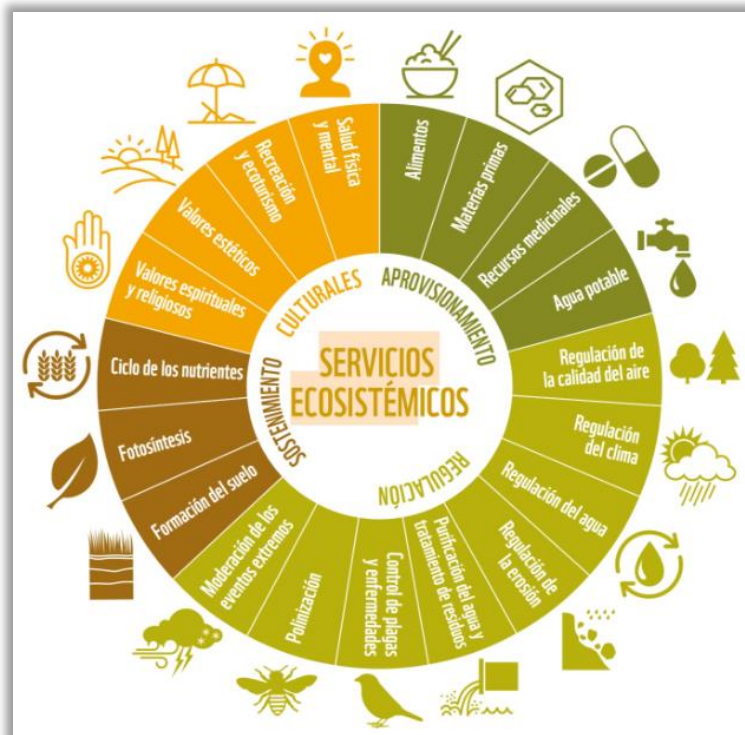 SERVICIOS
ECOSISTÉMICOS
APROVISIONAMIENTO
Alimentos
Materias primas
Recursos medicinales
Agua potable
REGULACIÓN
Regulación de
la calidad del aire
Regulación
del clima
Regulación del agua
Regulación de
la erosión
Purificación del agua y
tratamiento de residuos
Control de plagas
y enfermedades
Polinización
Moderación de los
eventos extremos
SOSTENIMIENTO
Formación del suelo
Fotosíntesis
Ciclo de los nutrientes
CULTURALES
Valores espirituales
y religiosos
Valores estéticos
Recreación
y ecoturismo
Salud física
y mental